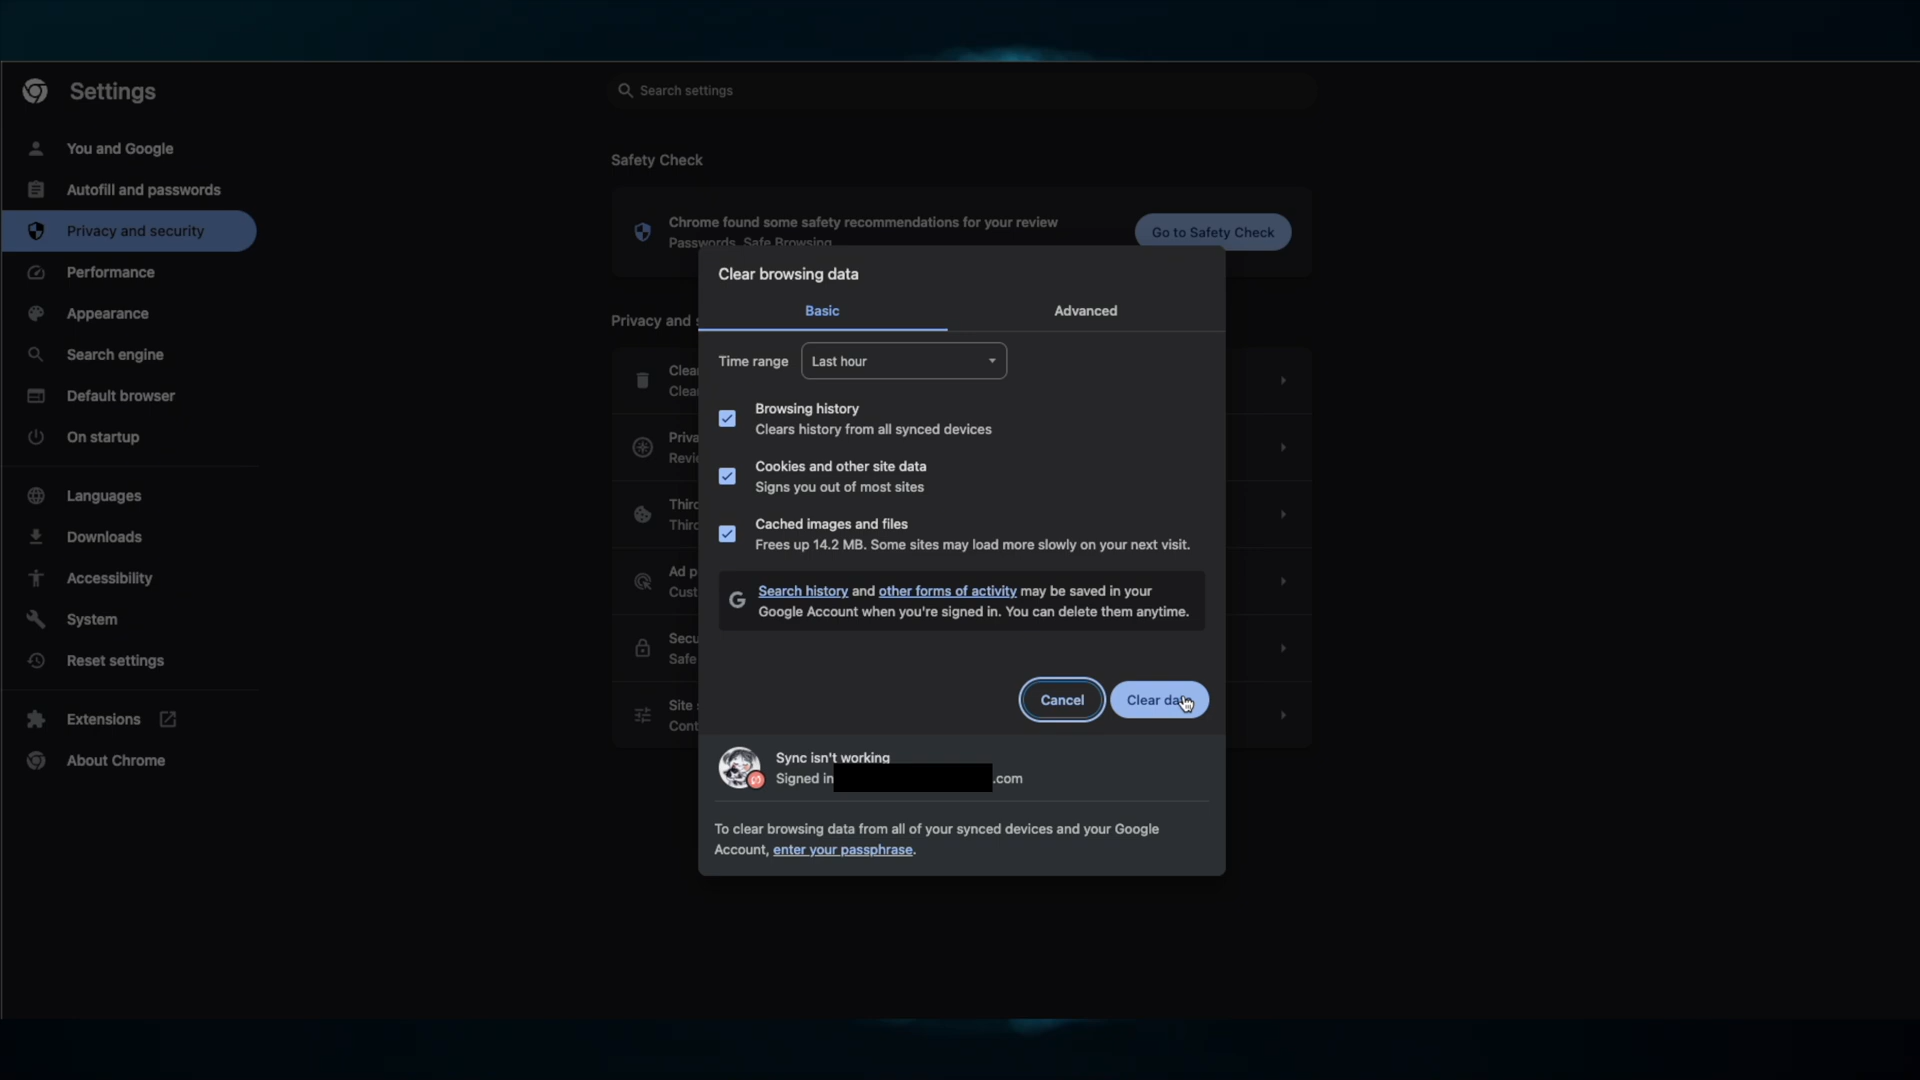 Settings
Search settings
You and Google
Autofill and passwords
Privacy and security
Performance
Appearance
Search engine
Default browser
On startup
Languages
Downloads
Accessibility
System
Reset settings
Extensions
About Chrome
Safety Check
Chrome found some safety recommendations for your review
Passwords, Safe Browsing
Go to Safety Check
Privacy and s
Clear browsing data
Basic
Advanced
Time range
Last hour
Browsing history
Clears history from all synced devices
Cookies and other site data
Signs you out of most sites
Cached images and files
Frees up 14.2 MB. Some sites may load more slowly on your next visit.
Search history and other forms of activity may be saved in your
Google Account when you're signed in. You can delete them anytime.
Cancel
Clear data
Sync isn't working
Signed in .com
To clear browsing data from all of your synced devices and your Google
Account, enter your passphrase.